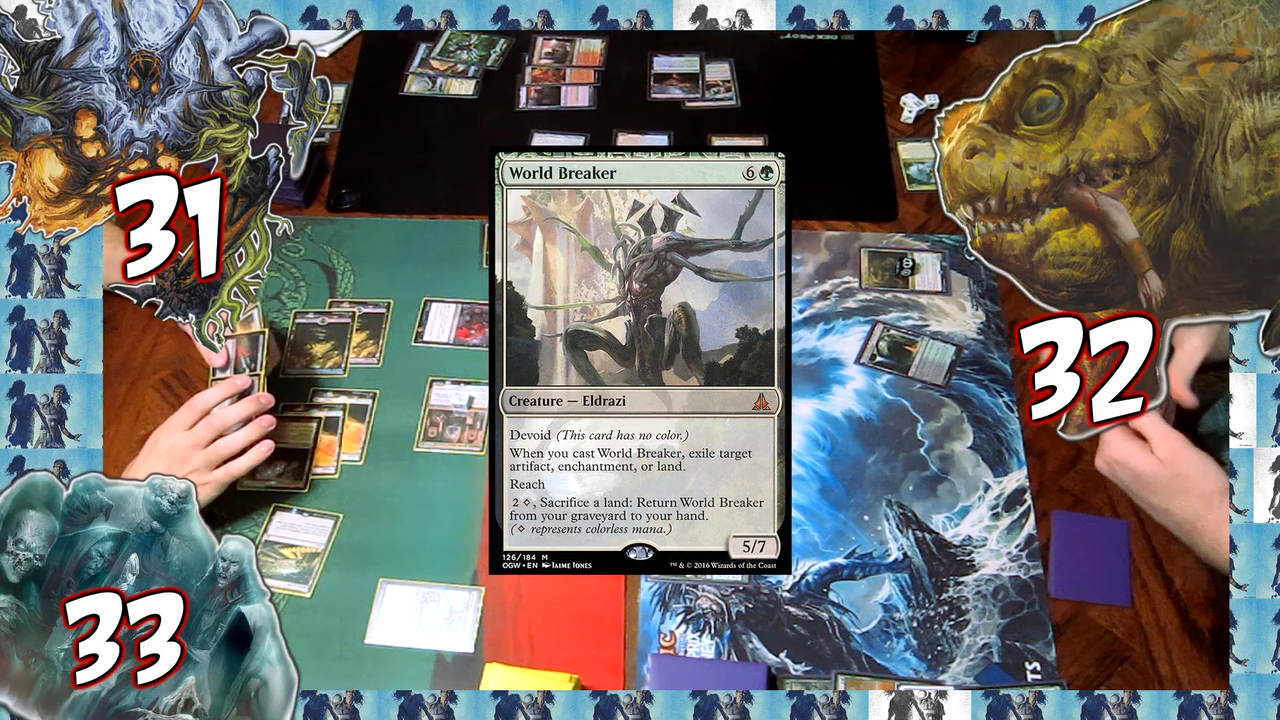 31
32
33
World Breaker
6
Creature — Eldrazi
Devoid (This card has no color.)
When you cast World Breaker, exile target
artifact, enchantment, or land.
Reach
2◇, Sacrifice a land: Return World Breaker
from your graveyard to your hand.
(◇ represents colorless mana.)
5/7
126/184 M
OGW • EN JAIME JONES
™ & © 2016 Wizards of the Coast